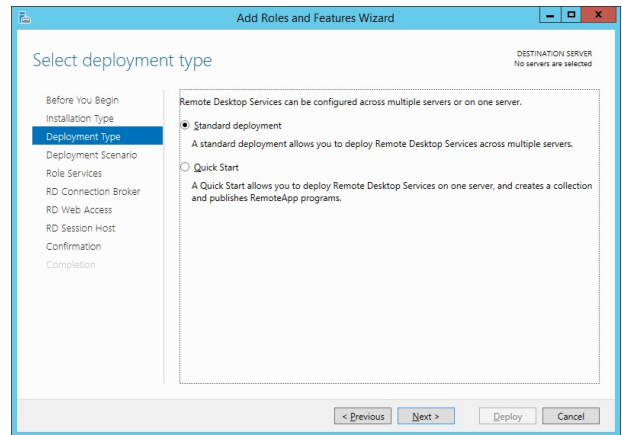 Add Roles and Features Wizard
Select deployment type
DESTINATION SERVER
No servers are selected
Before You Begin
Installation Type
Deployment Type
Deployment Scenario
Role Services
RD Connection Broker
RD Web Access
RD Session Host
Confirmation
Completion
Remote Desktop Services can be configured across multiple servers or on one server.
Standard deployment
A standard deployment allows you to deploy Remote Desktop Services across multiple servers.
Quick Start
A Quick Start allows you to deploy Remote Desktop Services on one server, and creates a collection
and publishes RemoteApp programs.
< Previous Next > Deploy Cancel